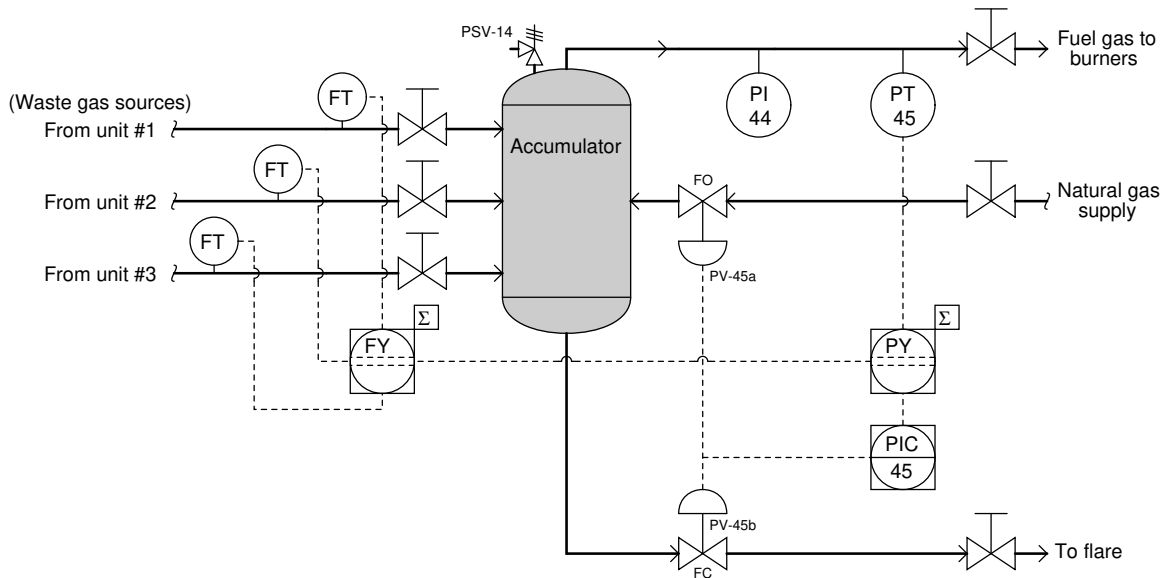 PSV-14
Fuel gas to
burners
(Waste gas sources)
FT
PI
44
PT
45
From unit #1
Accumulator
FT
FO
From unit #2
Natural gas
supply
FT
From unit #3
PV-45a
Σ
Σ
FY
PY
PIC
45
PV-45b
To flare
FC